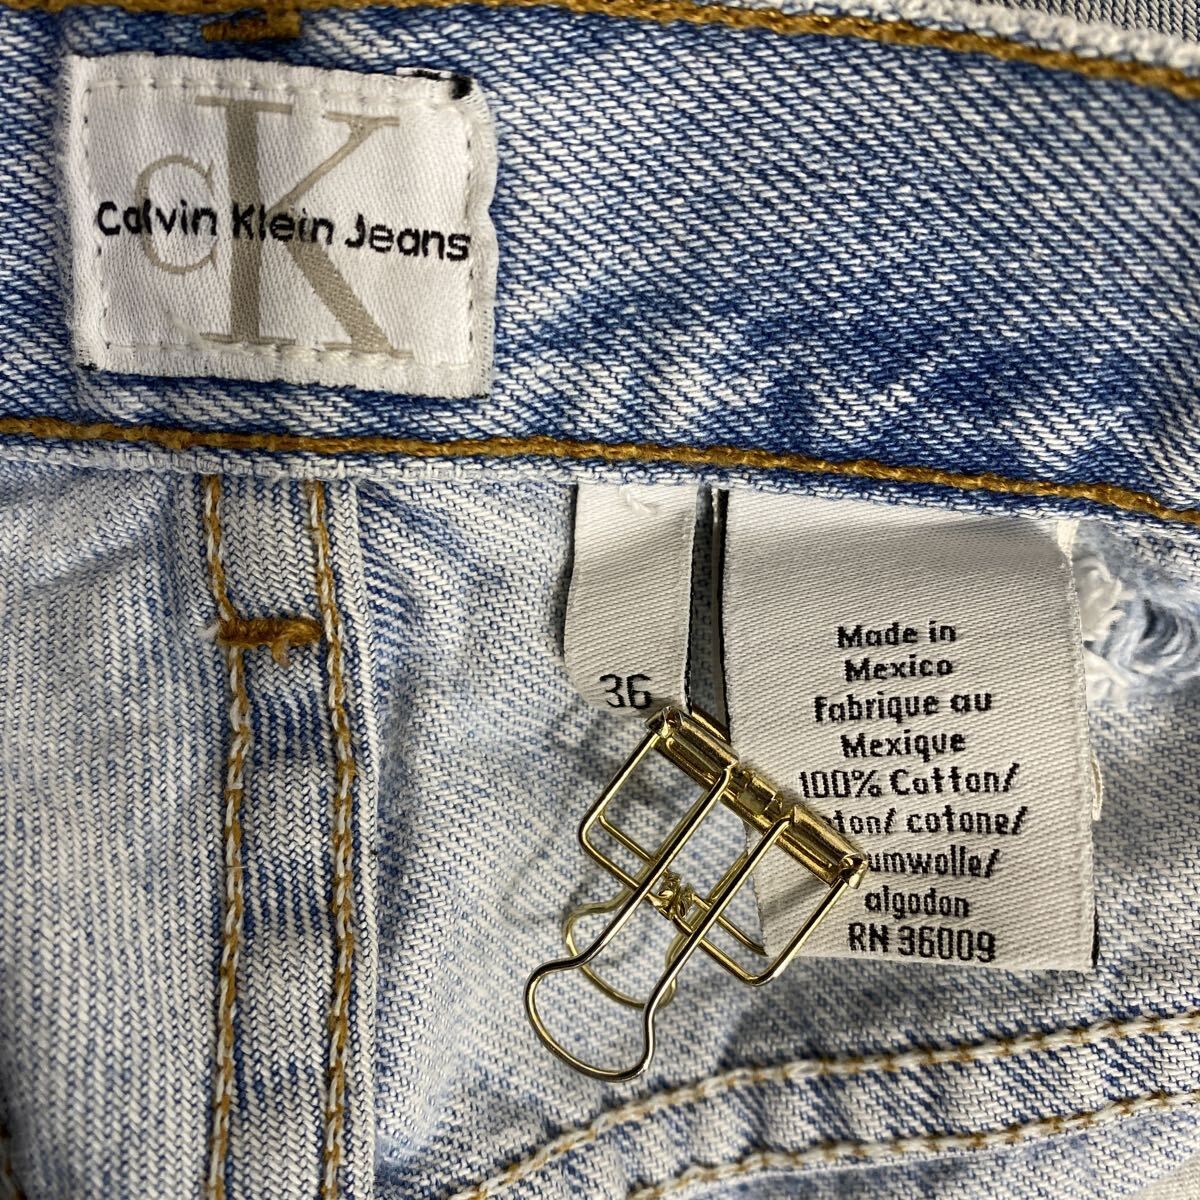 CK
Calvin Klein Jeans
36
Made in
Mexico
Fabrique au
Mexique
100% Cotton/
cotone/
algodon
RN 36009